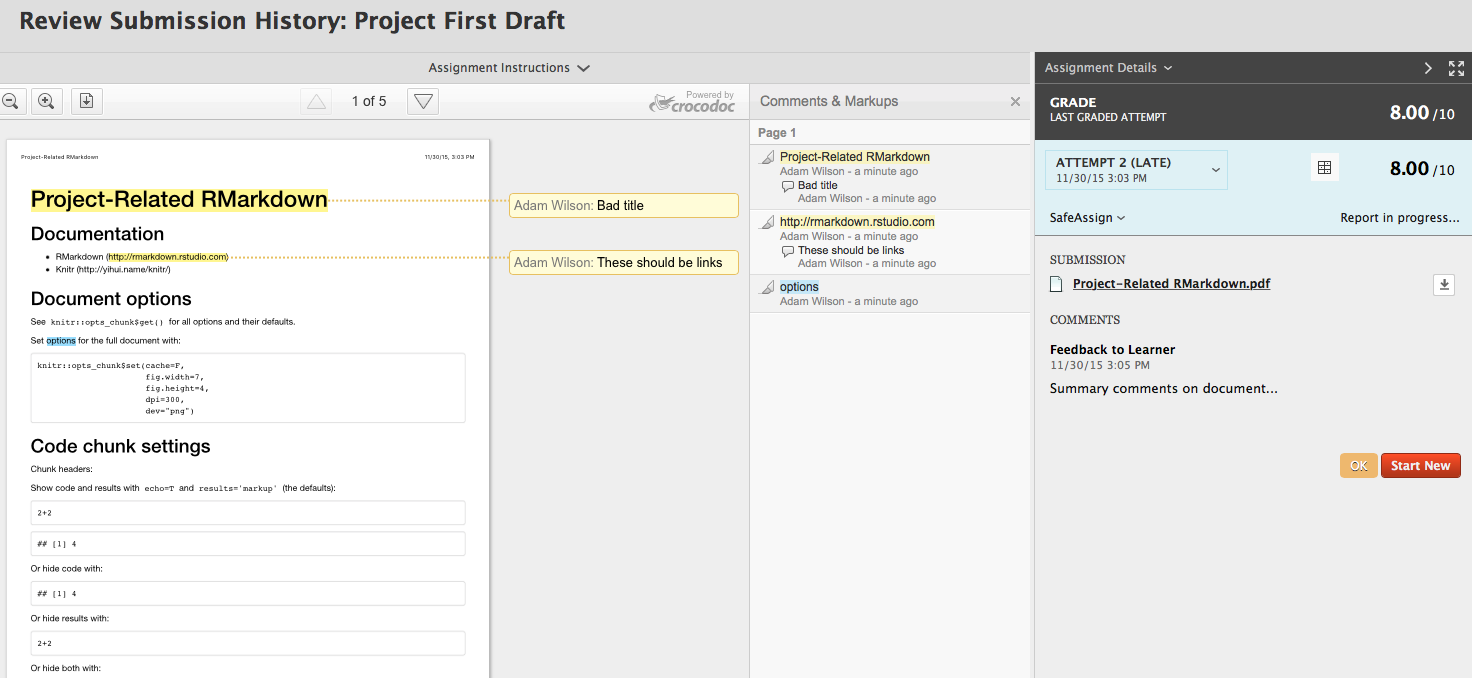 Review Submission History: Project First Draft
Assignment Instructions
1 of 5
Powered by
crocodoc
Project-Related RMarkdown
11/30/15, 3:03 PM
Project-Related RMarkdown
Documentation
RMarkdown (http://rmarkdown.rstudio.com)
Knitr (http://yihui.name/knitr/)
Document options
See knitr::opts_chunk$get() for all options and their defaults.
Set options for the full document with:
knitr::opts_chunk$set(cache=F,
fig.width=7,
fig.height=4,
dpi=300,
dev="png")
Code chunk settings
Chunk headers:
Show code and results with echo=T and results='markup' (the defaults):
2+2
## [1] 4
Or hide code with:
## [1] 4
Or hide results with:
2+2
Or hide both with:
Adam Wilson: Bad title
Adam Wilson: These should be links
Comments & Markups
Page 1
Project-Related RMarkdown
Adam Wilson - a minute ago
Bad title
Adam Wilson - a minute ago
http://rmarkdown.rstudio.com
Adam Wilson - a minute ago
These should be links
Adam Wilson - a minute ago
options
Adam Wilson - a minute ago
Assignment Details
GRADE
LAST GRADED ATTEMPT
8.00 /10
ATTEMPT 2 (LATE)
11/30/15 3:03 PM
8.00 /10
SafeAssign
Report in progress...
SUBMISSION
Project-Related RMarkdown.pdf
COMMENTS
Feedback to Learner
11/30/15 3:05 PM
Summary comments on document...
OK
Start New